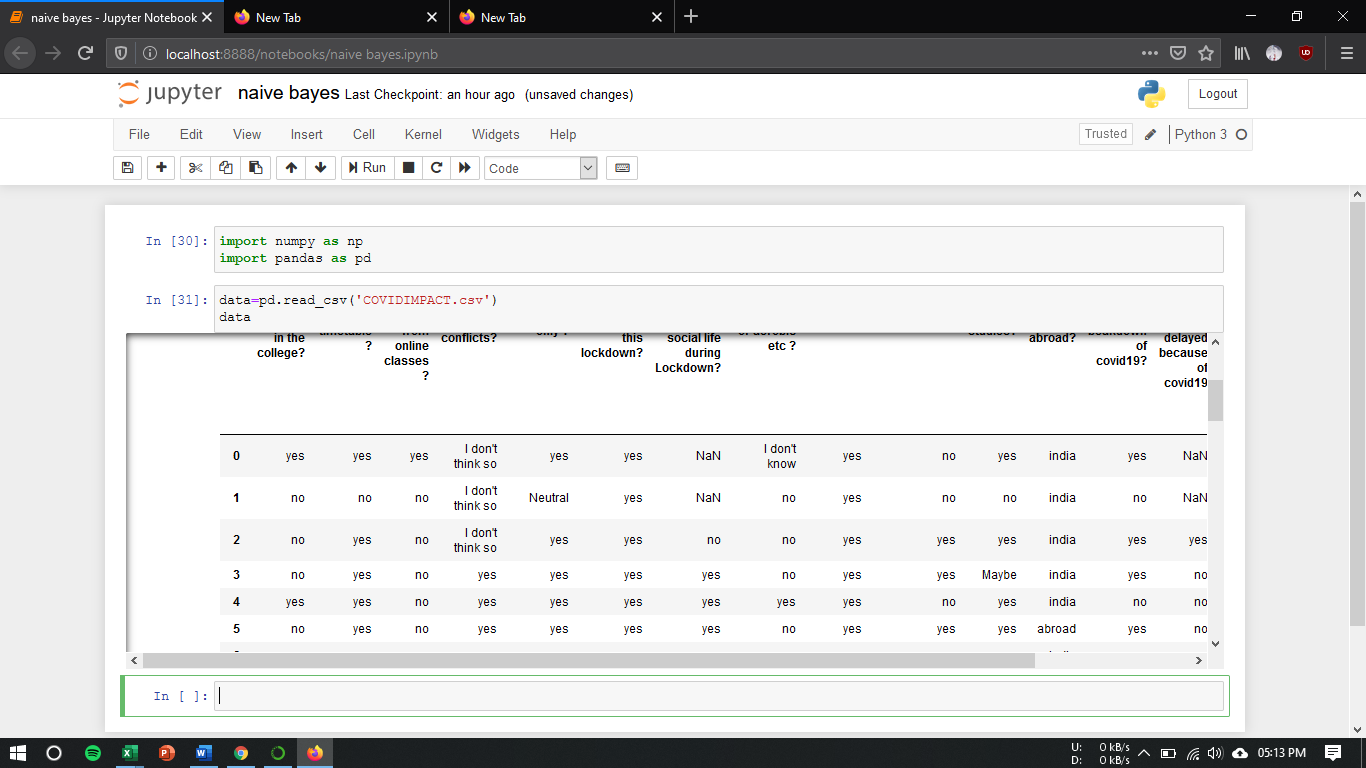 naive bayes - Jupyter Notebook
New Tab
New Tab
localhost:8888/notebooks/naive bayes.ipynb
jupyter naive bayes Last Checkpoint: an hour ago (unsaved changes)
Logout
File Edit View Insert Cell Kernel Widgets Help
Trusted
Python 3
Run
Code
In [30]:
import numpy as np
import pandas as pd
In [31]:
data=pd.read_csv('COVIDIMPACT.csv')
data
in the
college?
?
from
online
classes
?
conflicts?
this
lockdown?
social life
during
Lockdown?
etc ?
abroad?
of
covid19?
delayed
because
of
covid19
0 yes yes yes I don't think so yes yes NaN I don't know yes no yes india yes NaN
1 no no no I don't think so Neutral yes NaN no yes no no india no NaN
2 no yes no I don't think so yes yes no no yes yes yes india yes yes
3 no yes no yes yes yes yes no yes yes Maybe india yes no
4 yes yes no yes yes yes yes yes yes no yes india no no
5 no yes no yes yes yes yes no yes yes yes abroad yes no
In [ ]:
U: 0 kB/s
D: 0 kB/s
05:13 PM